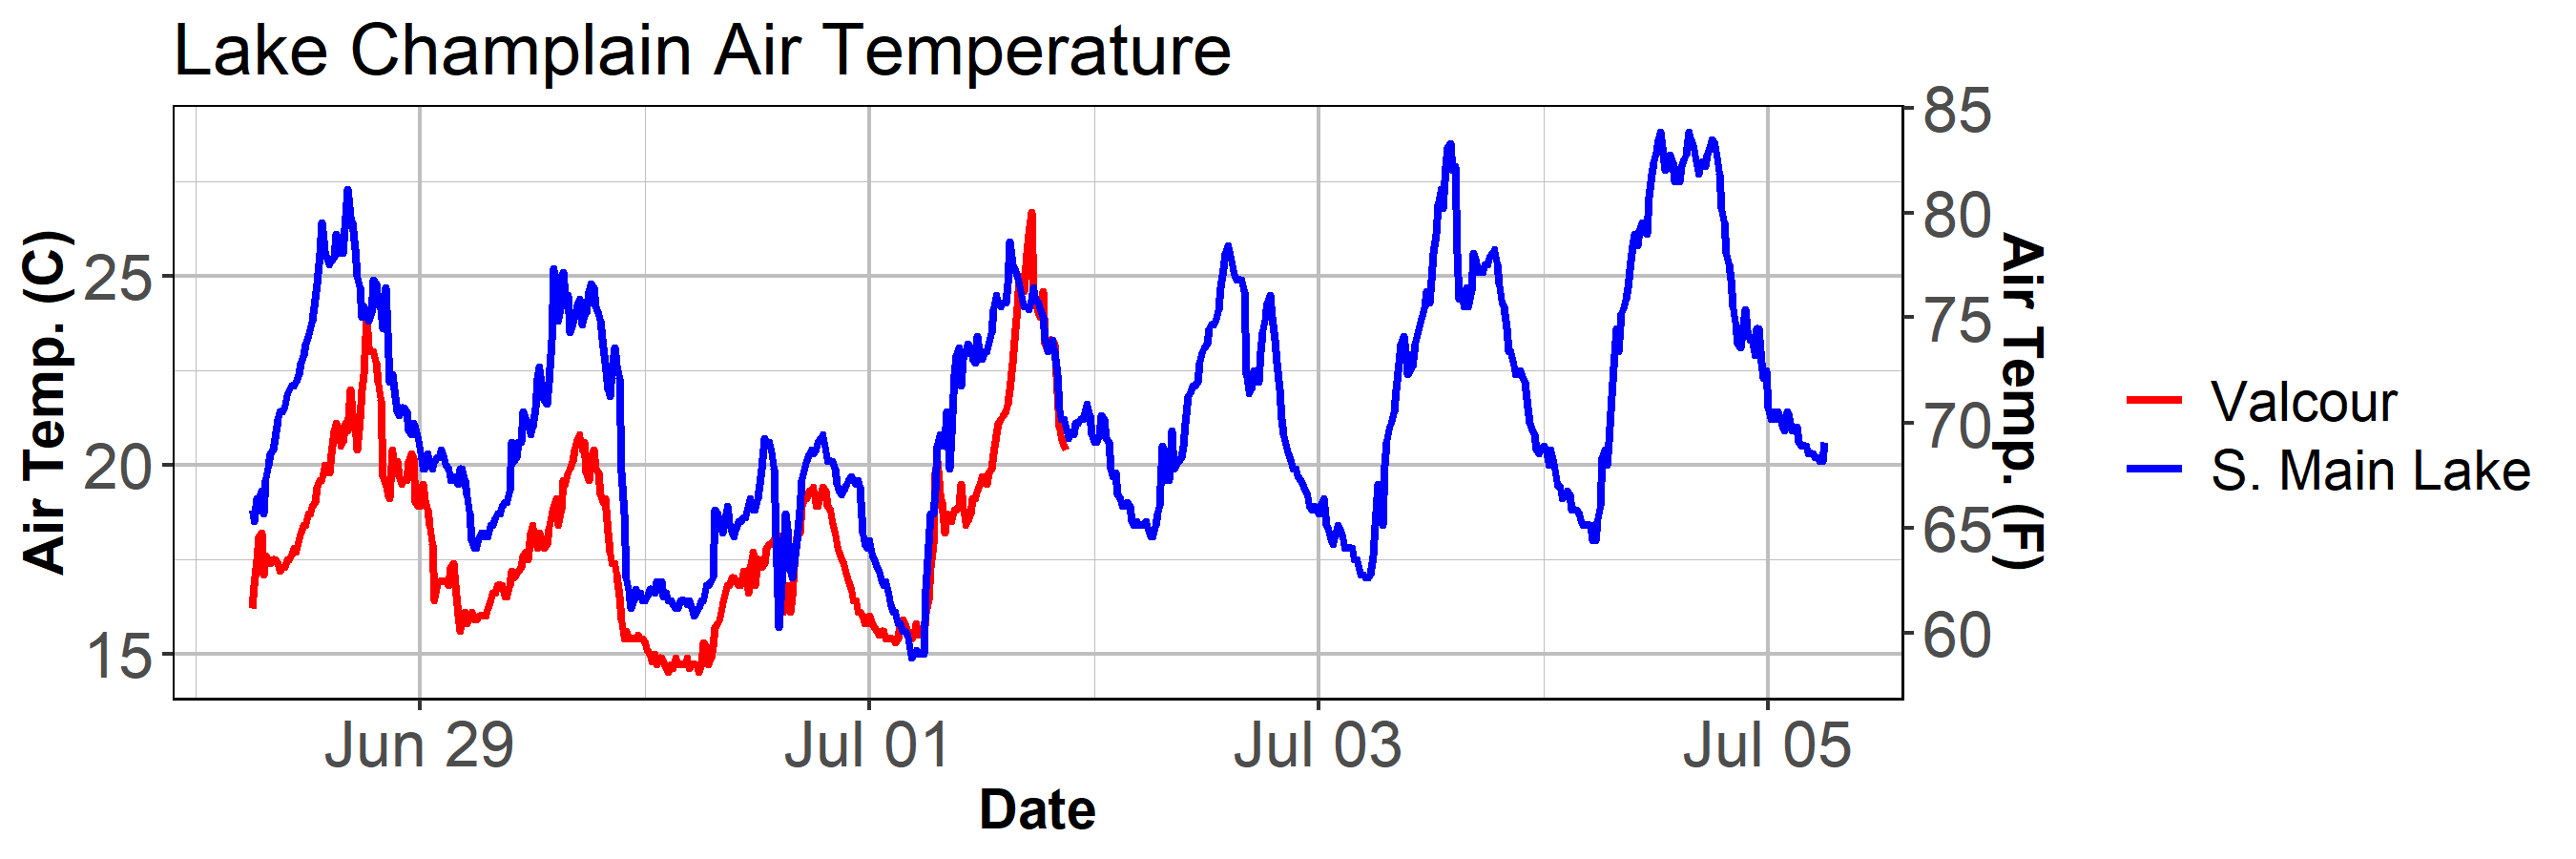 Lake Champlain Air Temperature
Air Temp. (C)
25
20
15
85
80
75
70
65
60
Air Temp. (F)
Jun 29
Jul 01
Jul 03
Jul 05
Date
Valcour
S. Main Lake